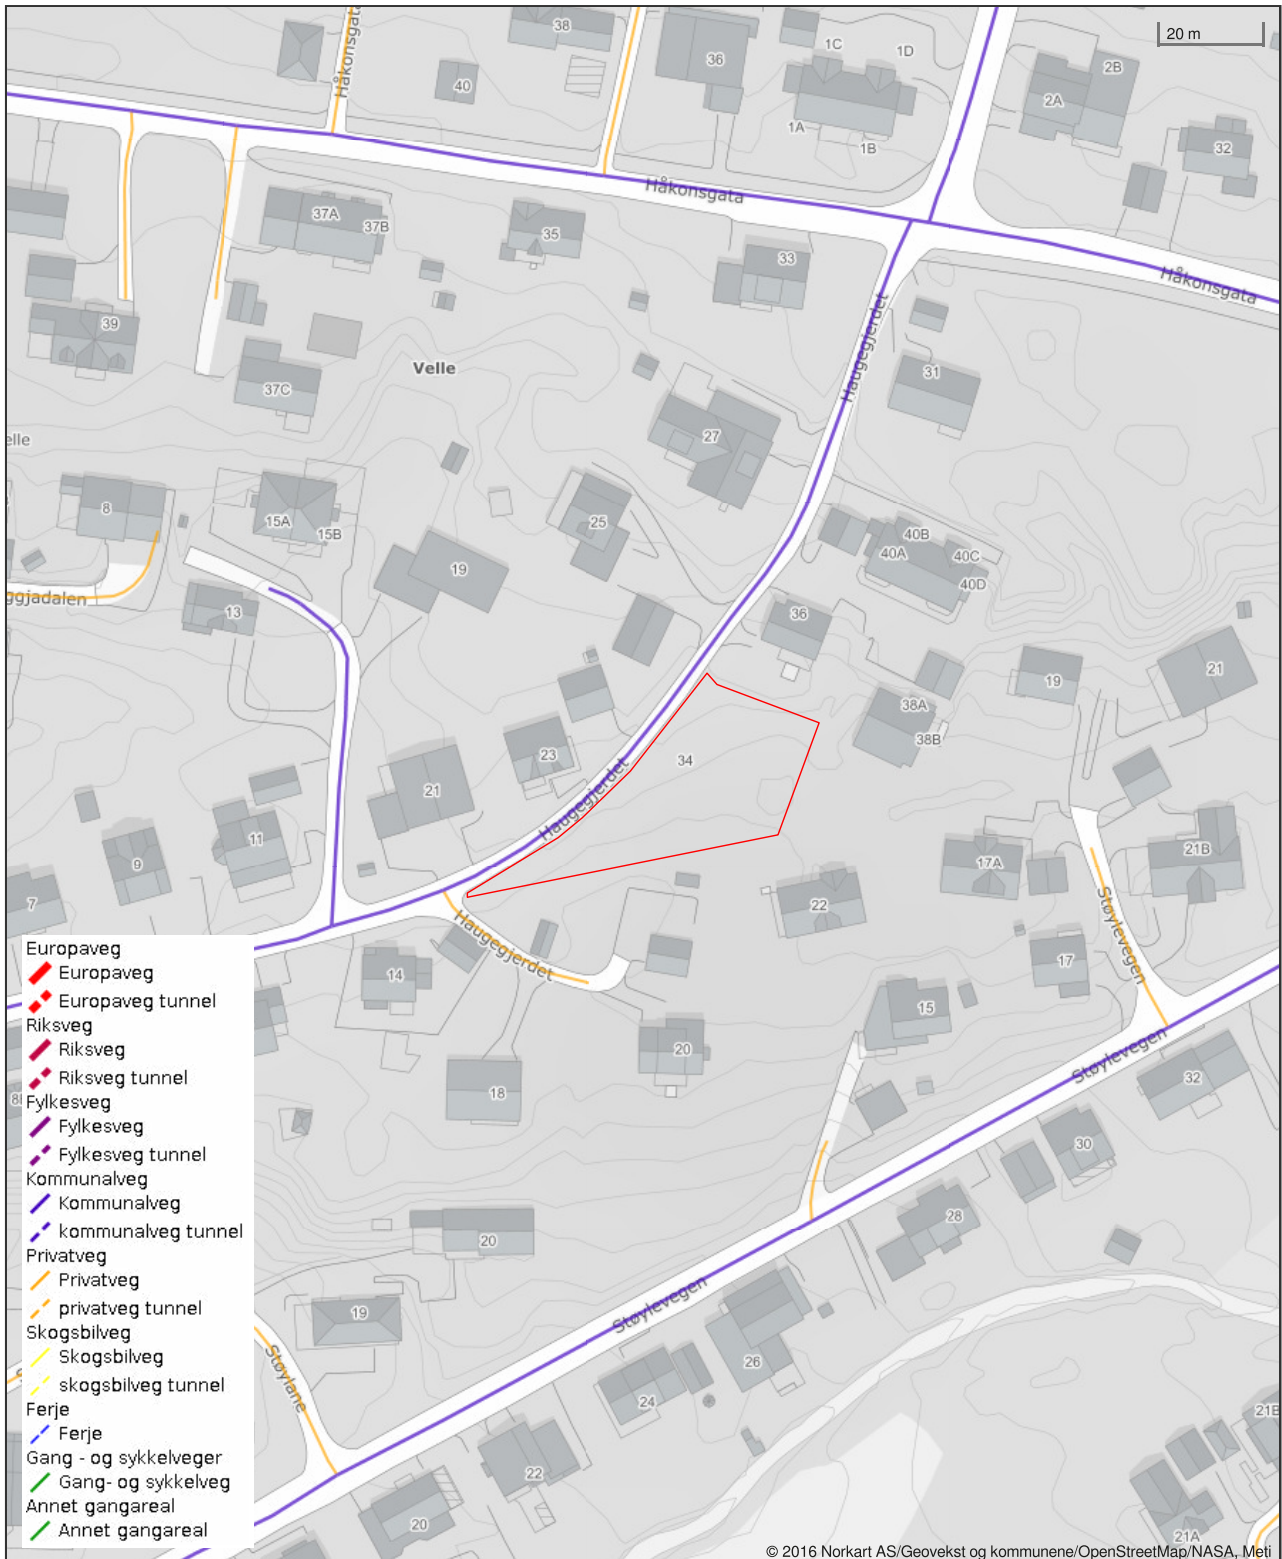 20 m
38
1C
1D
Håkonsgata
36
2B
40
2A
1A
1B
32
Håkonsgata
37A
37B
35
33
Håkonsgata
39
Haugegjerdet
Velle
31
37C
27
elle
8
15A
15B
25
40B
40A
40C
40D
19
ggjadalen
13
36
19
21
38A
38B
23
34
21
Haugegjerdet
11
9
17A
21B
7
22
Støylevegen
Haugegjerdet
14
17
15
20
Støylevegen
18
32
8
30
28
20
Støylevegen
19
26
Støylane
24
22
20
21B
21A
Europaveg
Europaveg
Europaveg tunnel
Riksveg
Riksveg
Riksveg tunnel
Fylkesveg
Fylkesveg
Fylkesveg tunnel
Kommunalveg
Kommunalveg
kommunalveg tunnel
Privatveg
Privatveg
privatveg tunnel
Skogsbilveg
Skogsbilveg
skogsbilveg tunnel
Ferje
Ferje
Gang - og sykkelveger
Gang- og sykkelveg
Annet gangareal
Annet gangareal
© 2016 Norkart AS/Geovekst og kommunene/OpenStreetMap/NASA, Meti